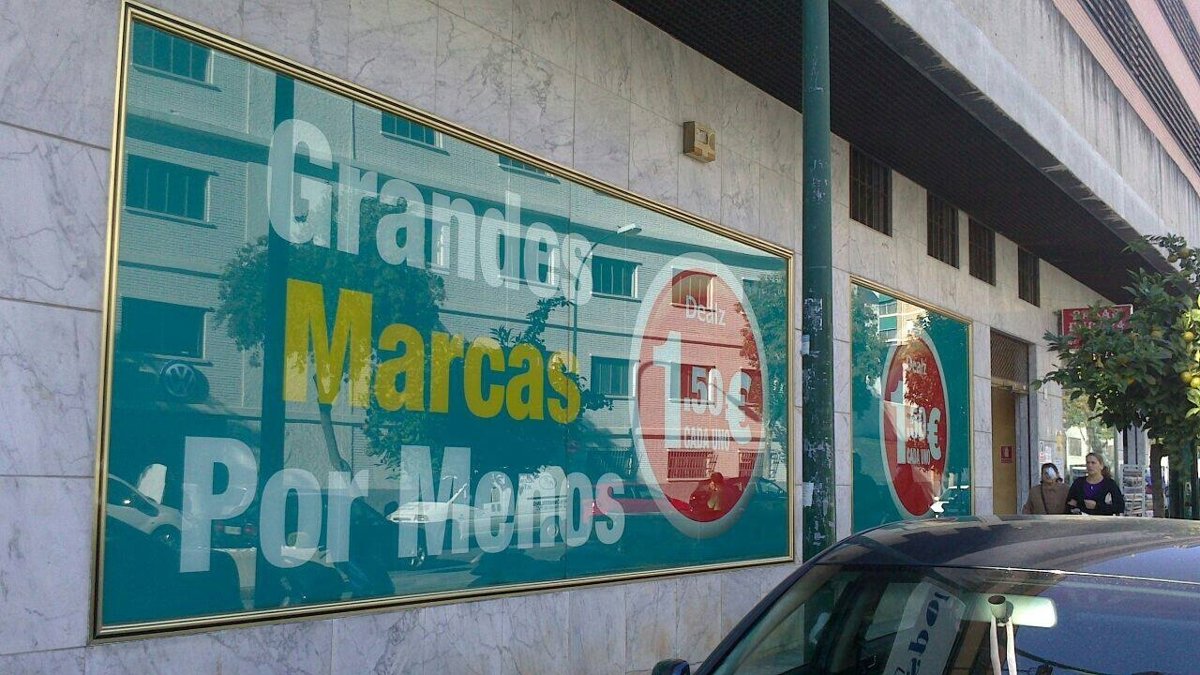 Grandes
Marcas
Por Menos
Dealz
1.50€
CADA UNO
Dealz
1.50€
CADA UNO